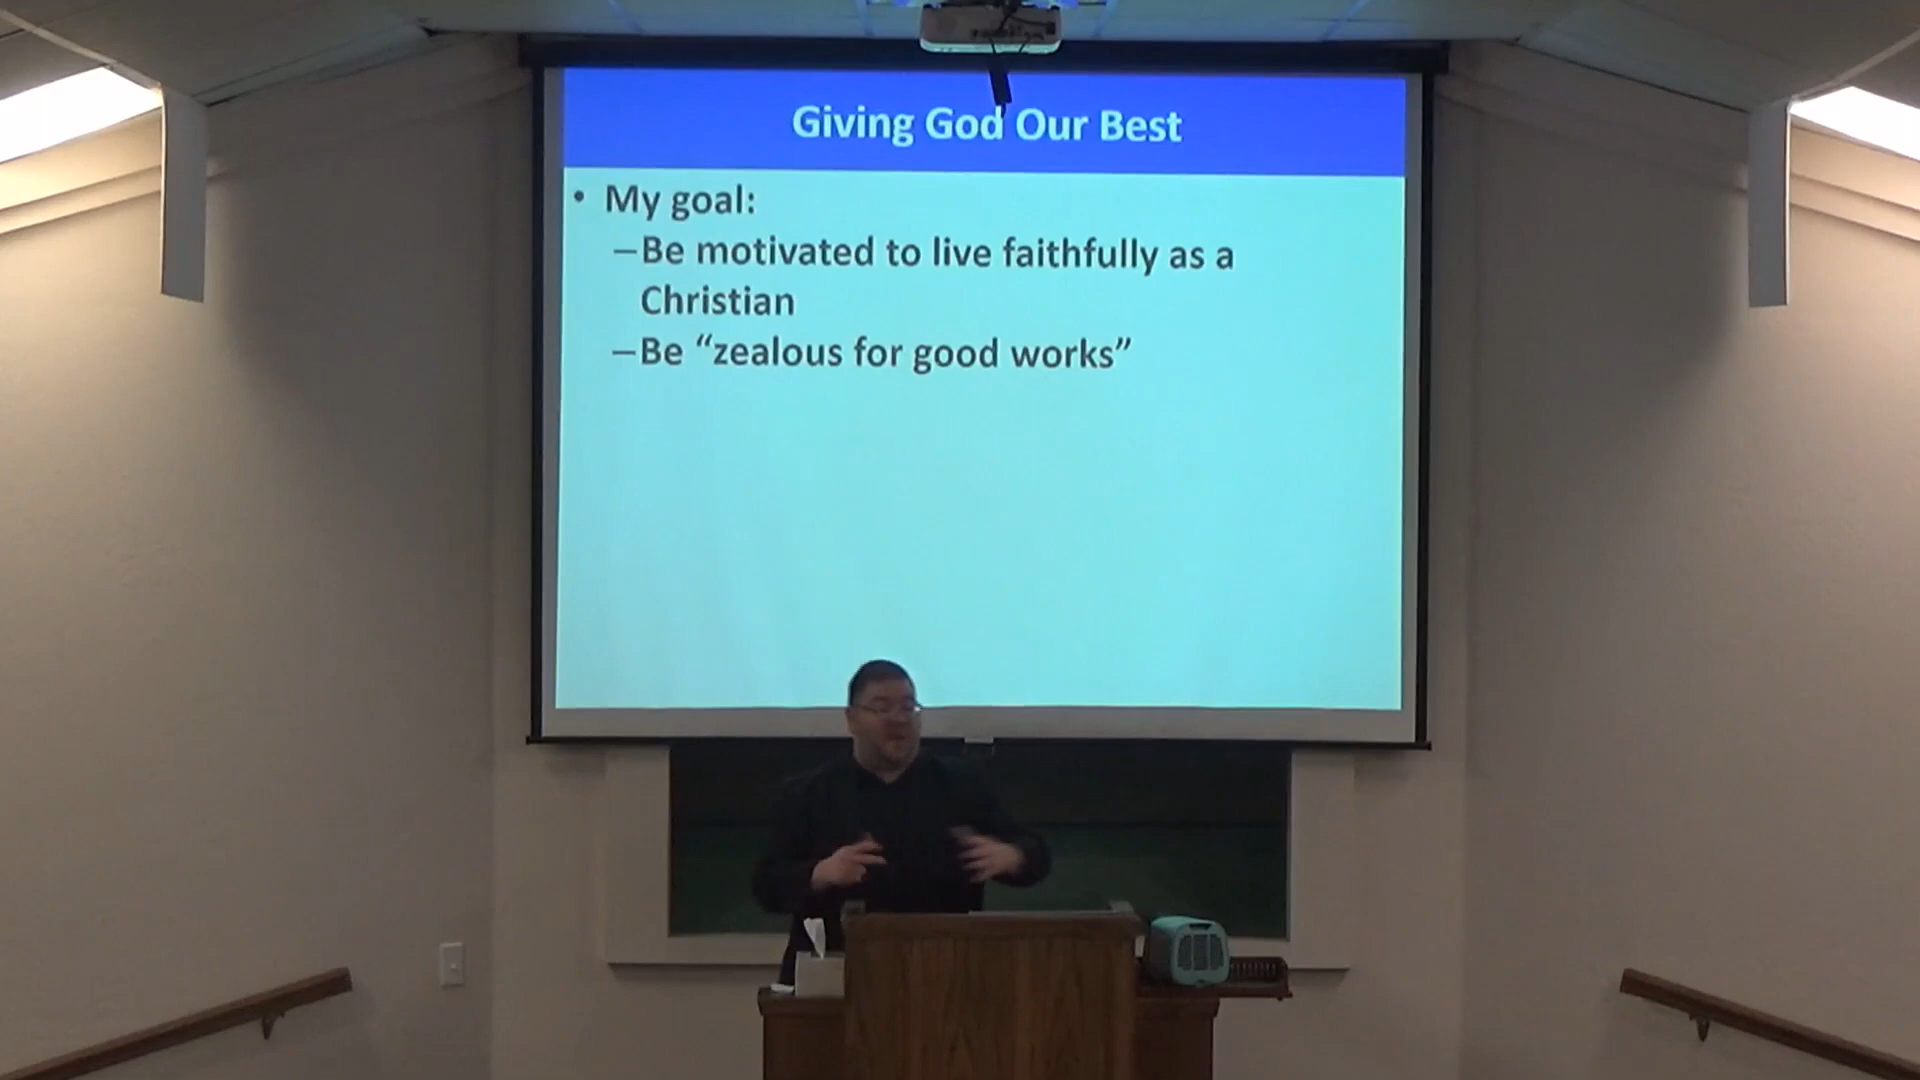 Giving God Our Best
• My goal:
–Be motivated to live faithfully as a
Christian
–Be “zealous for good works”